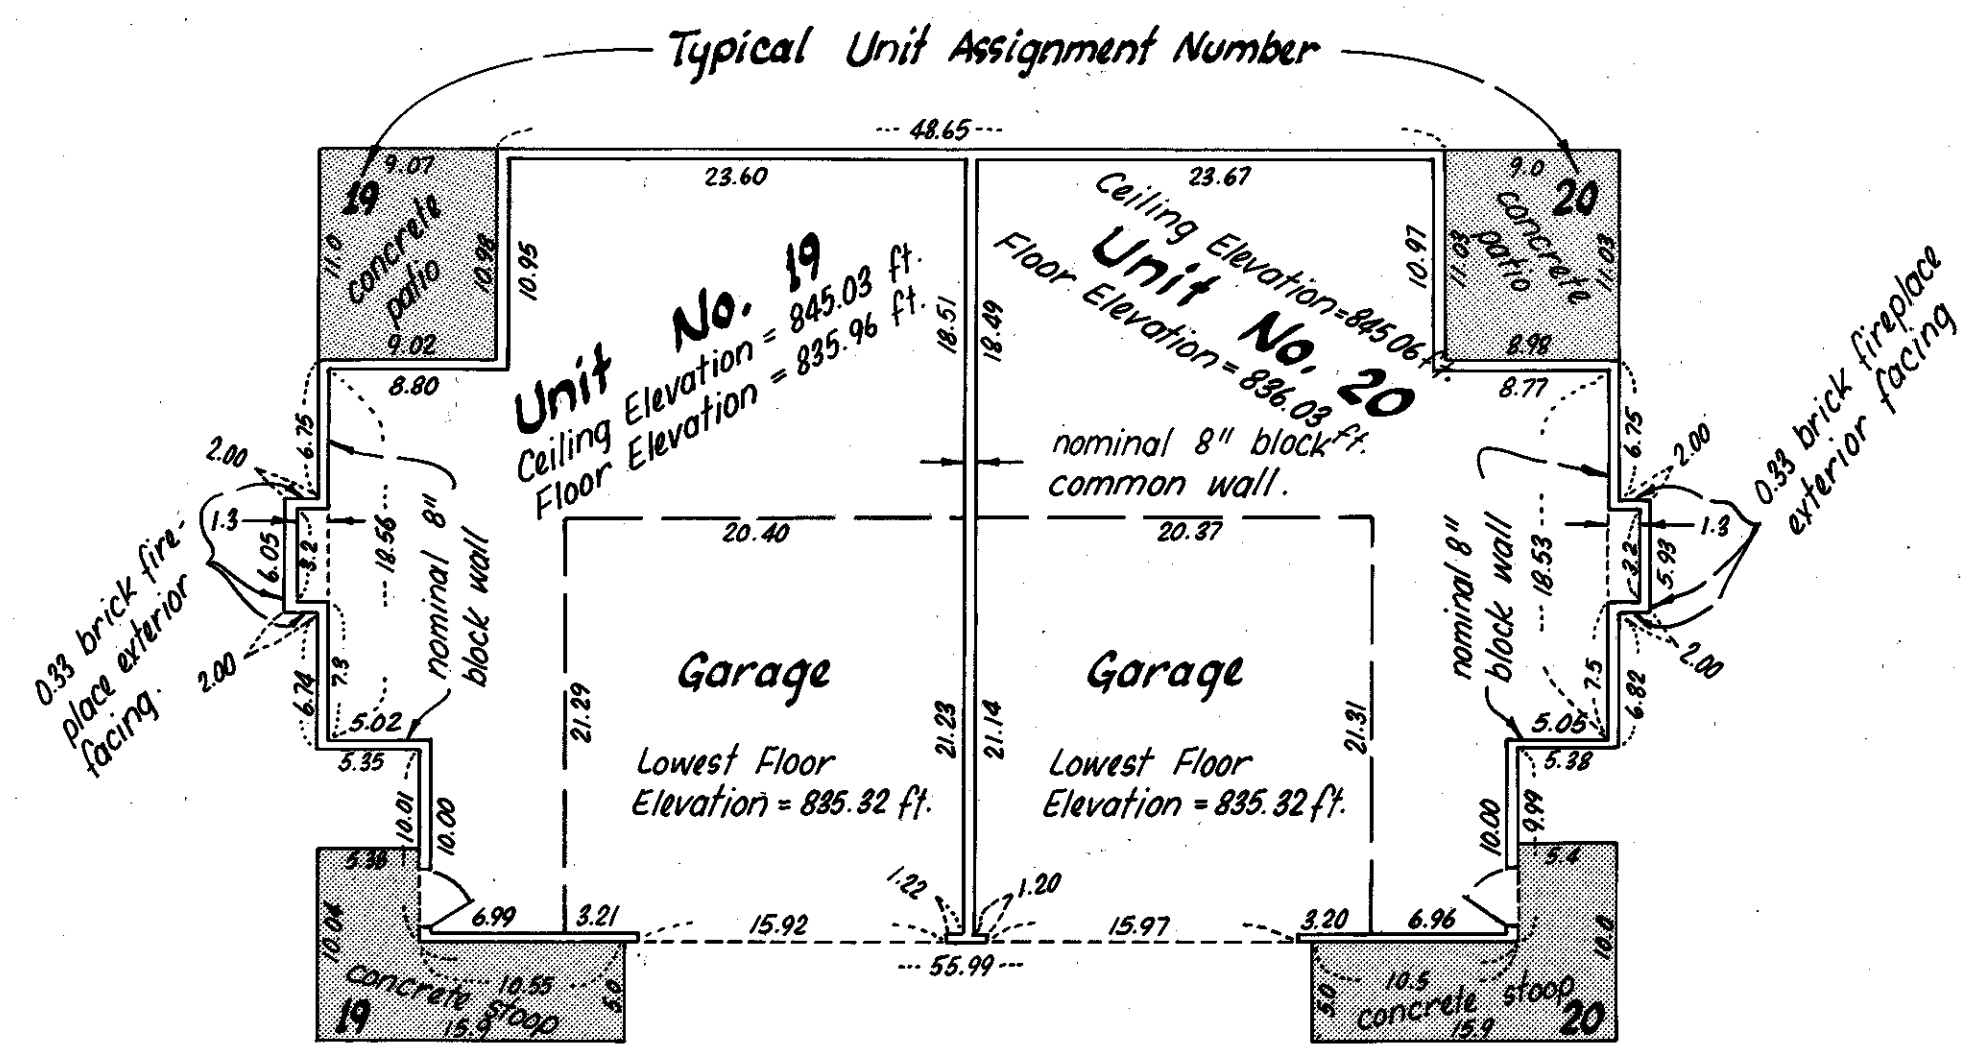 Typical Unit Assignment Number
48.65
9.07
19
concrete
patio
11.0
10.98
9.02
10.95
23.60
23.67
9.0
20
concrete
patio
11.03
11.03
8.98
10.97
Unit No. 19
Ceiling Elevation = 845.03 ft.
Floor Elevation = 835.96 ft.
18.51
18.49
Ceiling Elevation=845.06 ft.
Unit No. 20
Floor Elevation=836.03 ft.
8.80
8.77
6.75
6.75
2.00
2.00
nominal 8" block
common wall.
1.3
6.05
3.2
18.56
nominal 8"
block wall
0.33 brick fire-
place exterior
facing.
20.40
20.37
nominal 8"
block wall
18.53
3.2
5.93
1.3
0.33 brick fireplace
exterior facing
2.00
6.74
7.3
5.02
5.35
21.29
Garage
Lowest Floor
Elevation = 835.32 ft.
21.23
21.14
Garage
Lowest Floor
Elevation = 835.32 ft.
21.31
2.00
7.5
6.82
5.05
5.38
10.01
10.00
10.00
9.99
5.38
10.04
6.99
3.21
15.92
1.22
1.20
15.97
3.20
6.96
5.4
10.0
55.99
10.55
5.0
concrete stoop
19
15.9
10.5
5.0
concrete stoop
15.9
20